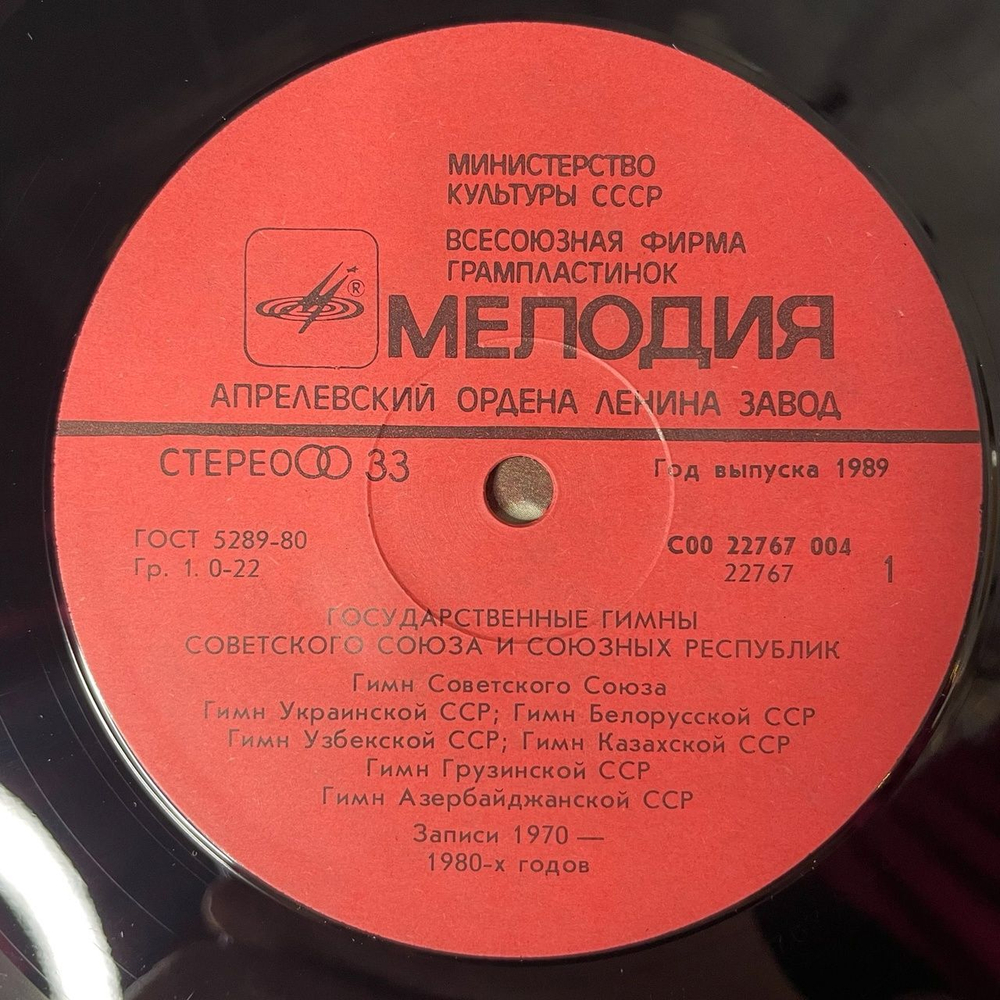 МИНИСТЕРСТВО
КУЛЬТУРЫ СССР
ВСЕСОЮЗНАЯ ФИРМА
ГРАМПЛАСТИНОК
®
МЕЛОДИЯ
АПРЕЛЕВСКИЙ ОРДЕНА ЛЕНИНА ЗАВОД
СТЕРЕО 33
Год выпуска 1989
ГОСТ 5289-80
Гр. 1. 0-22
С00 22767 004
22767
1
ГОСУДАРСТВЕННЫЕ ГИМНЫ
СОВЕТСКОГО СОЮЗА И СОЮЗНЫХ РЕСПУБЛИК
Гимн Советского Союза
Гимн Украинской ССР; Гимн Белорусской ССР
Гимн Узбекской ССР; Гимн Казахской ССР
Гимн Грузинской ССР
Гимн Азербайджанской ССР
Записи 1970 —
1980-х годов